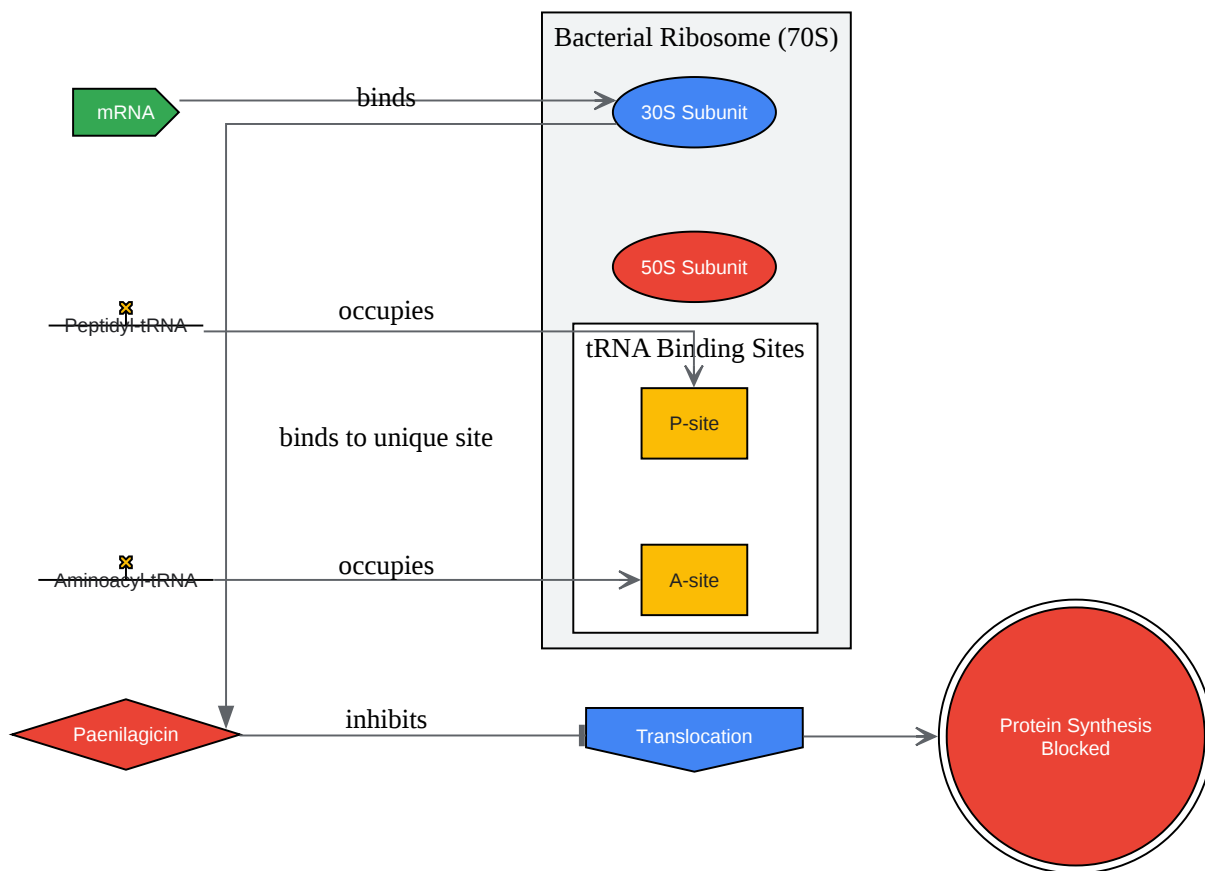 Bacterial Ribosome (70S)
mRNA
binds
30S Subunit
50S Subunit
Peptidyl-tRNA
occupies
tRNA Binding Sites
P-site
binds to unique site
Aminoacyl-tRNA
occupies
A-site
Paenilagicin
inhibits
Translocation
Protein Synthesis
Blocked